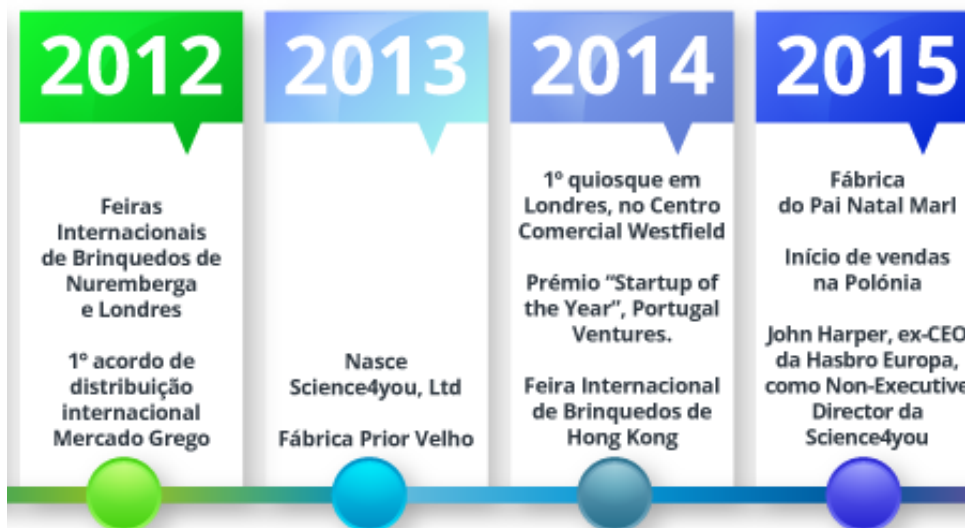 2012
Feiras
Internacionais
de Brinquedos de
Nuremberga
e Londres
1º acordo de
distribuição
internacional
Mercado Grego
2013
Nasce
Science4you, Ltd
Fábrica Prior Velho
2014
1º quiosque em
Londres, no Centro
Comercial Westfield
Prémio “Startup of
the Year”, Portugal
Ventures.
Feira Internacional
de Brinquedos de
Hong Kong
2015
Fábrica
do Pai Natal Marl
Início de vendas
na Polónia
John Harper, ex-CEO
da Hasbro Europa,
como Non-Executive
Director da
Science4you